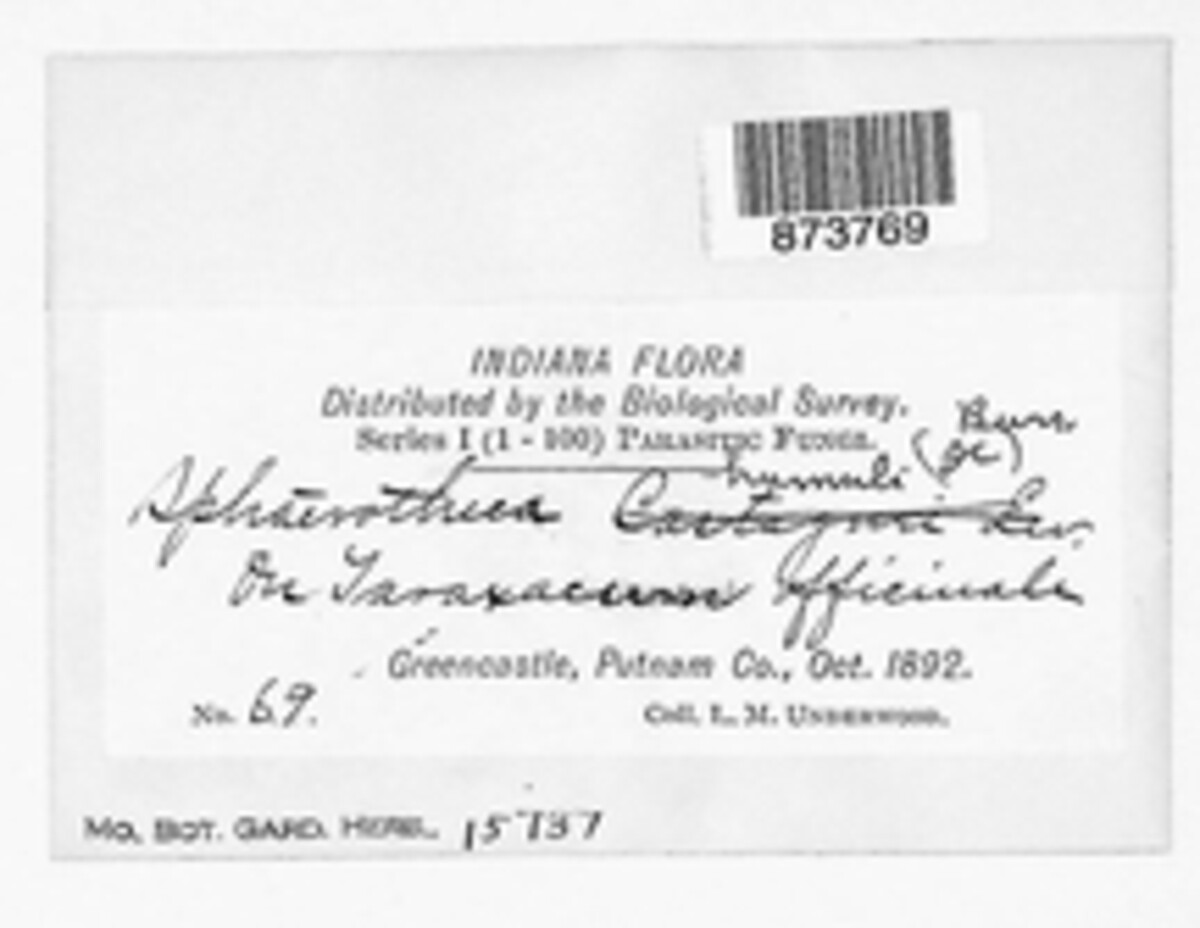 873769
INDIANA FLORA
Distributed by the Biological Survey.
Series I (1 - 100) PARASITIC FUNGI.
humuli (DC) Burr
Sphaerotheca Castagnei Lev.
On Taraxacum officinale
Greencastle, Putnam Co., Oct. 1892.
No. 69.
Coll. L. M. UNDERWOOD.
MO. BOT. GARD. HERB. 15737